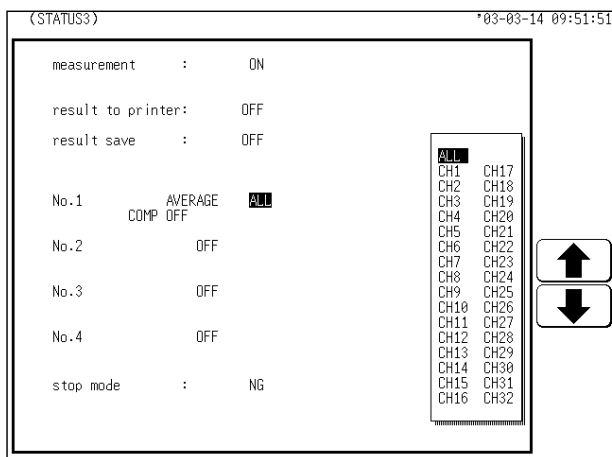 (STATUS3) '03-03-14 09:51:51
measurement : ON
result to printer: OFF
result save : OFF
No.1 AVERAGE ALL
COMP OFF
No.2 OFF
No.3 OFF
No.4 OFF
stop mode : NG
ALL
CH1 CH17
CH2 CH18
CH3 CH19
CH4 CH20
CH5 CH21
CH6 CH22
CH7 CH23
CH8 CH24
CH9 CH25
CH10 CH26
CH11 CH27
CH12 CH28
CH13 CH29
CH14 CH30
CH15 CH31
CH16 CH32